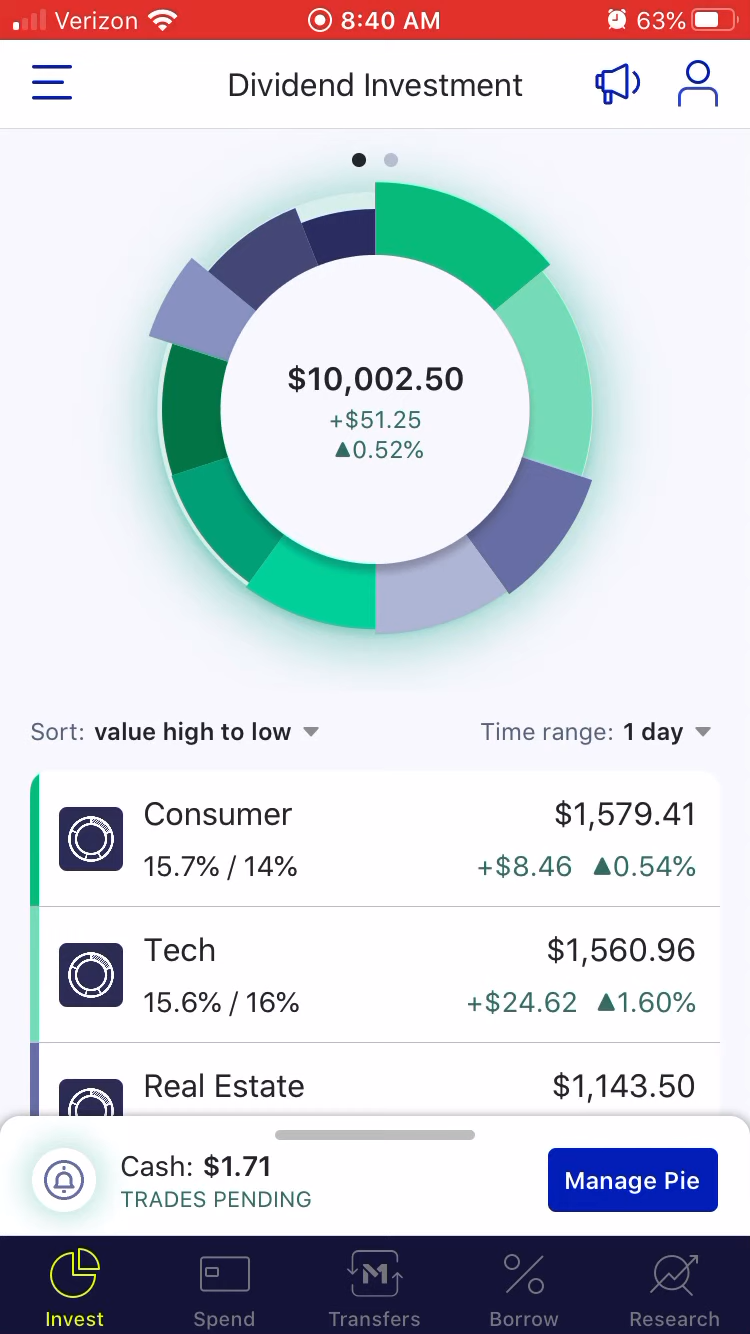 Verizon 8:40 AM 63%
Dividend Investment
$10,002.50
+$51.25
▲0.52%
Sort: value high to low ▼ Time range: 1 day ▼
Consumer $1,579.41
15.7% / 14% +$8.46 ▲0.54%
Tech $1,560.96
15.6% / 16% +$24.62 ▲1.60%
Real Estate $1,143.50
Cash: $1.71
TRADES PENDING
Manage Pie
Invest Spend Transfers Borrow Research